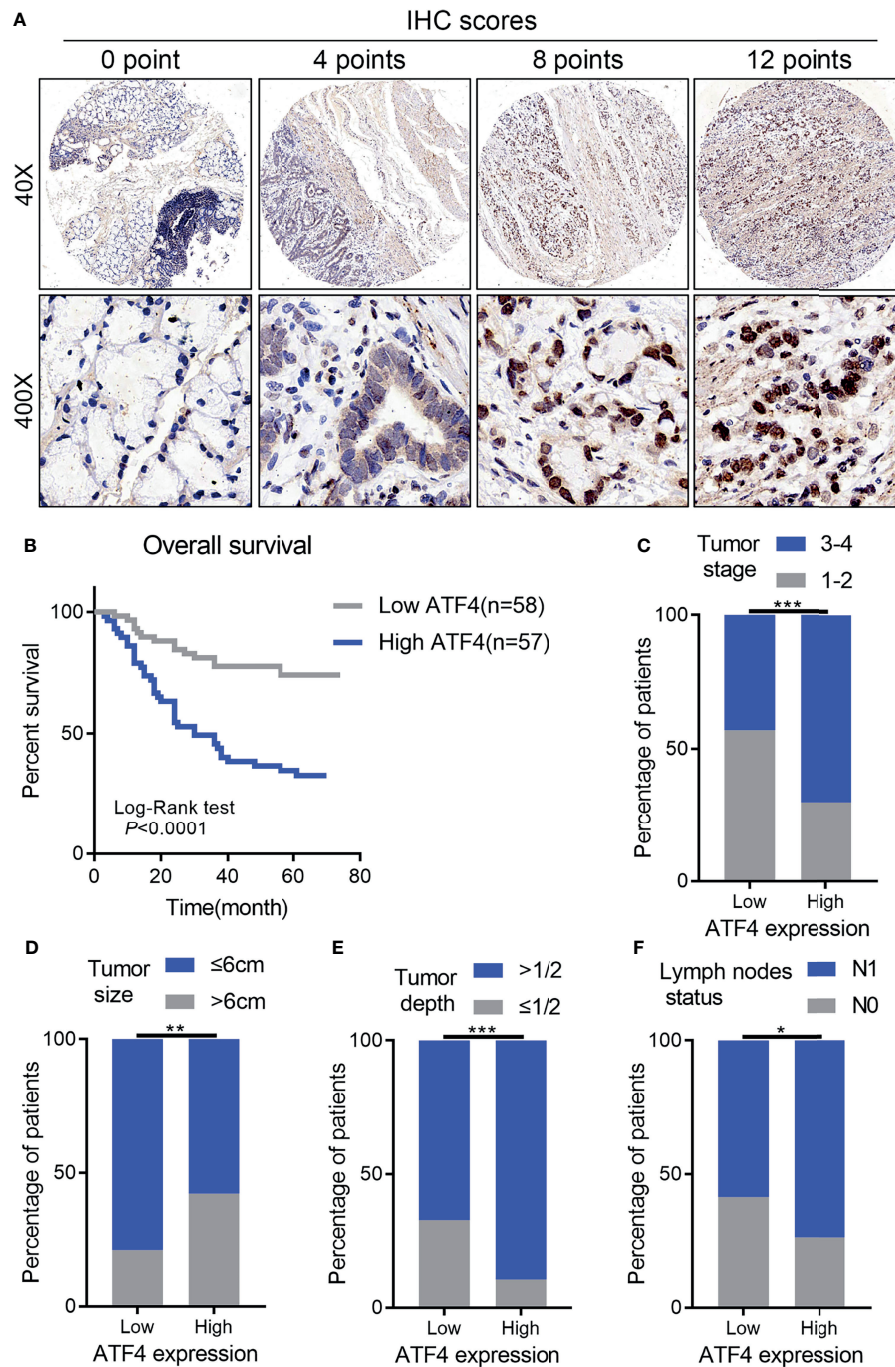 A
IHC scores
0 point
4 points
8 points
12 points
40X
400X
B
Overall survival
Percent survival
100
50
0
Low ATF4(n=58)
High ATF4(n=57)
Log-Rank test
P<0.0001
0
20
40
60
80
Time(month)
C
Tumor
stage
3-4
1-2
***
Percentage of patients
100
50
0
Low
High
ATF4 expression
D
Tumor
size
≤6cm
>6cm
**
Percentage of patients
100
50
0
Low
High
ATF4 expression
E
Tumor
depth
>1/2
≤1/2
***
Percentage of patients
100
50
0
Low
High
ATF4 expression
F
Lymph nodes
status
N1
N0
*
Percentage of patients
100
50
0
Low
High
ATF4 expression